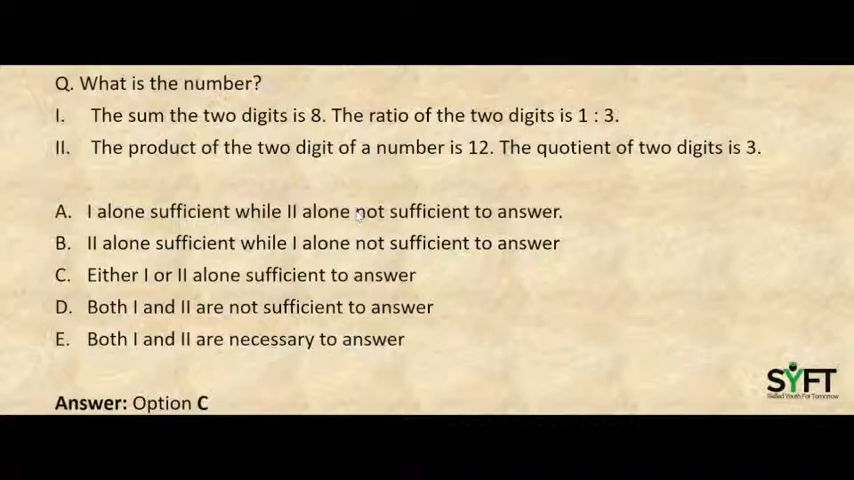 Q. What is the number?
I. The sum the two digits is 8. The ratio of the two digits is 1 : 3.
II. The product of the two digit of a number is 12. The quotient of two digits is 3.
A. I alone sufficient while II alone not sufficient to answer.
B. II alone sufficient while I alone not sufficient to answer
C. Either I or II alone sufficient to answer
D. Both I and II are not sufficient to answer
E. Both I and II are necessary to answer
SYFT
Skilled Youth For Tomorrow
Answer: Option C